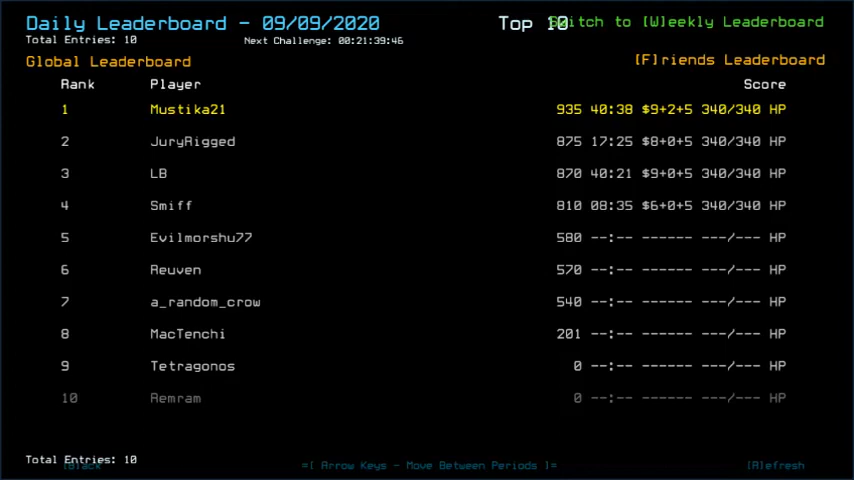 Daily Leaderboard - 09/09/2020 Top 10 Switch to [W]eekly Leaderboard
Total Entries: 10 Next Challenge: 00:21:39:46
Global Leaderboard [F]riends Leaderboard
Rank Player Score
1 Mustika21 935 40:38 $9+2+5 340/340 HP
2 JuryRigged 875 17:25 $8+0+5 340/340 HP
3 LB 870 40:21 $9+0+5 340/340 HP
4 Smiff 810 08:35 $6+0+5 340/340 HP
5 Evilmorshu77 580 --:-- ------ ---/--- HP
6 Reuven 570 --:-- ------ ---/--- HP
7 a_random_crow 540 --:-- ------ ---/--- HP
8 MacTenchi 201 --:-- ------ ---/--- HP
9 Tetragonos 0 --:-- ------ ---/--- HP
10 Remram 0 --:-- ------ ---/--- HP
Total Entries: 10
[B]ack =[ Arrow Keys - Move Between Periods ]= [R]efresh